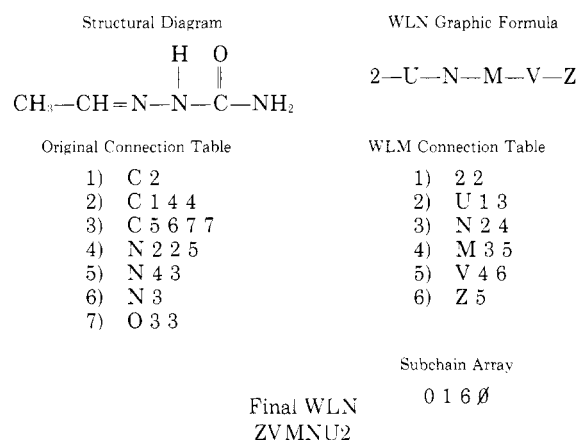 Structural Diagram
H O
CH₃—CH=N—N—C—NH₂
Original Connection Table
1) C 2
2) C 1 4 4
3) C 5 6 7 7
4) N 2 2 5
5) N 4 3
6) N 3
7) O 3 3
WLN Graphic Formula
2—U—N—M—V—Z
WLM Connection Table
1) 2 2
2) U 1 3
3) N 2 4
4) M 3 5
5) V 4 6
6) Z 5
Subchain Array
0 1 6 Ø
Final WLN
ZVMNU2